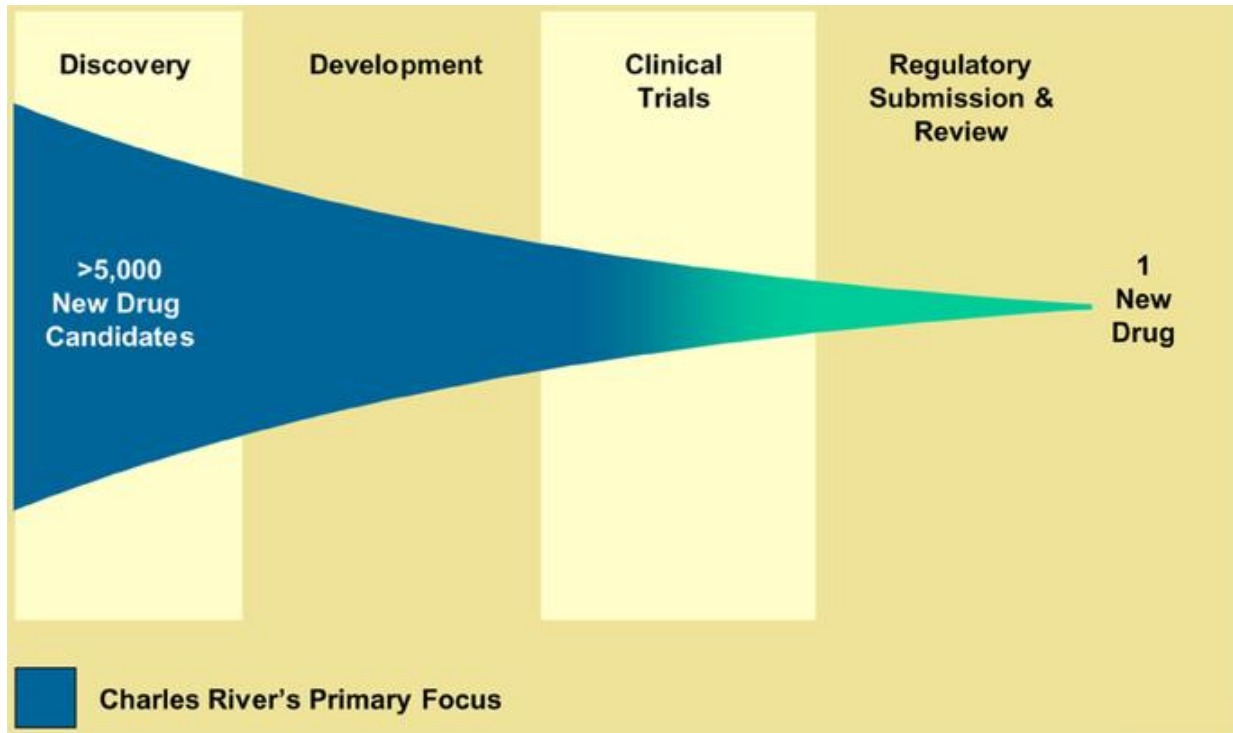 Discovery
Development
Clinical
Trials
Regulatory
Submission &
Review
>5,000
New Drug
Candidates
1
New
Drug
Charles River's Primary Focus